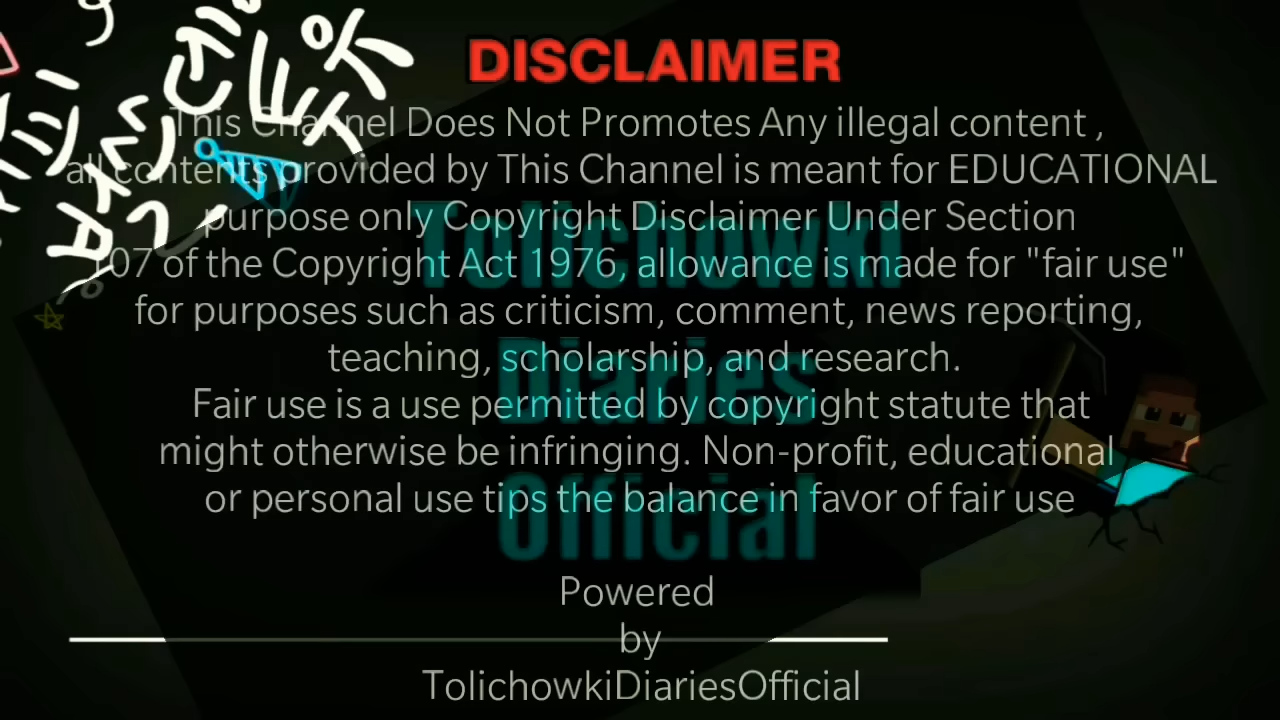 DISCLAIMER
This Channel Does Not Promotes Any illegal content ,
all contents provided by This Channel is meant for EDUCATIONAL
purpose only Copyright Disclaimer Under Section
107 of the Copyright Act 1976, allowance is made for "fair use"
for purposes such as criticism, comment, news reporting,
teaching, scholarship, and research.
Fair use is a use permitted by copyright statute that
might otherwise be infringing. Non-profit, educational
or personal use tips the balance in favor of fair use
Tolichowki
Diaries
Official
Powered
by
TolichowkiDiariesOfficial